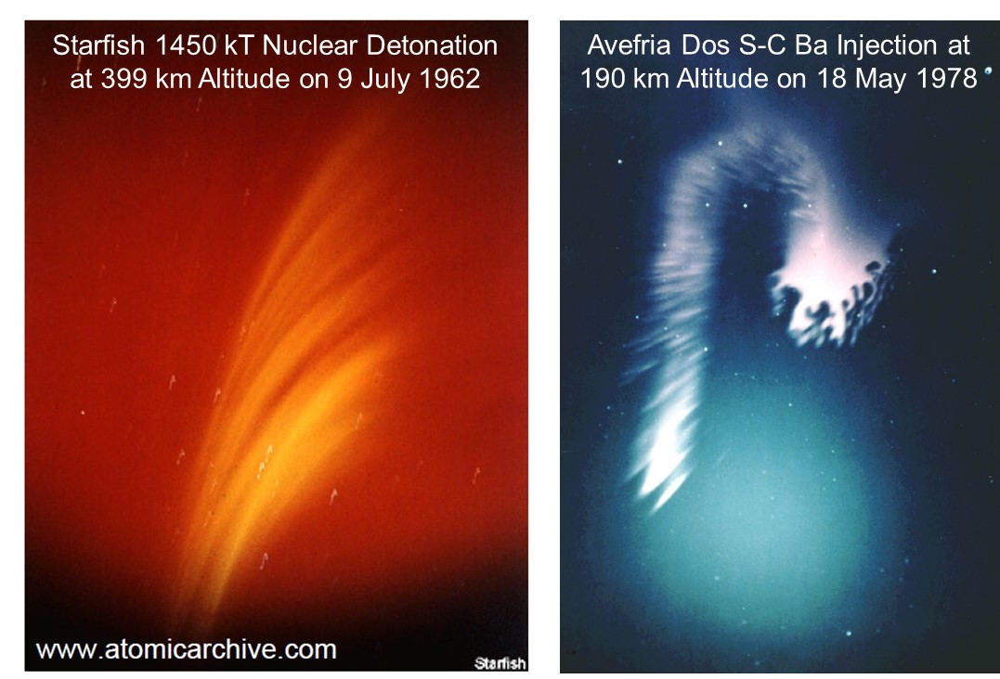 Starfish 1450 kT Nuclear Detonation
at 399 km Altitude on 9 July 1962
www.atomicarchive.com
Starfish
Avefria Dos S-C Ba Injection at
190 km Altitude on 18 May 1978